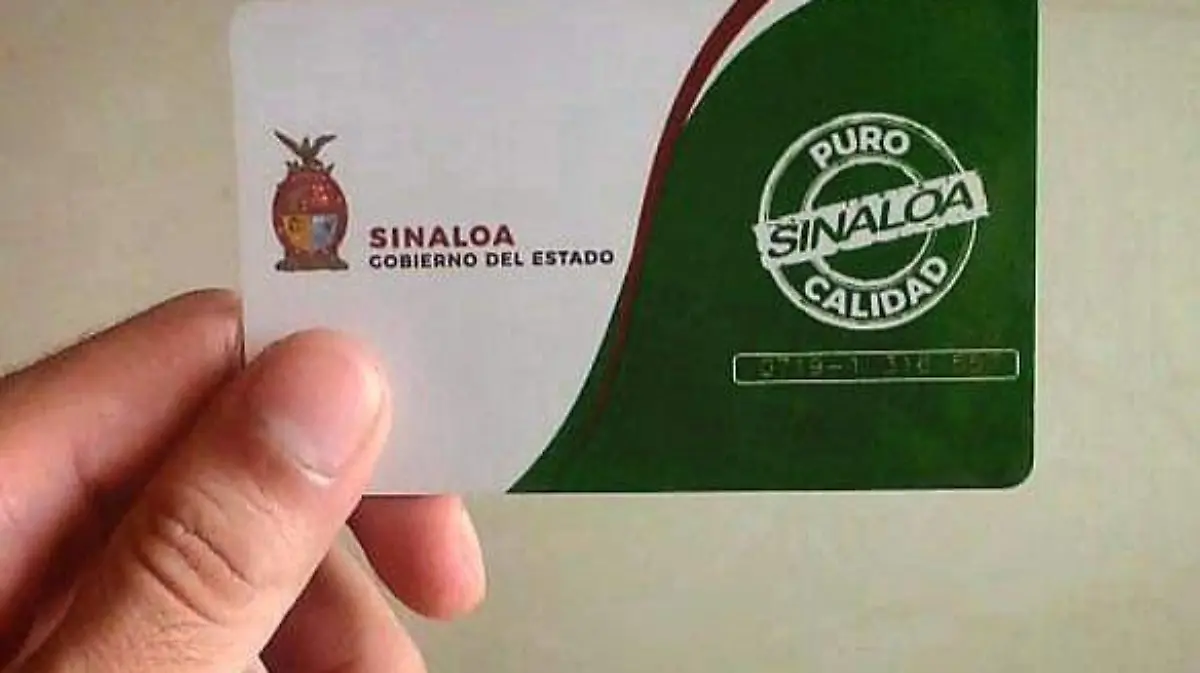 SINALOA
GOBIERNO DEL ESTADO
PURO
SINALOA
CALIDAD